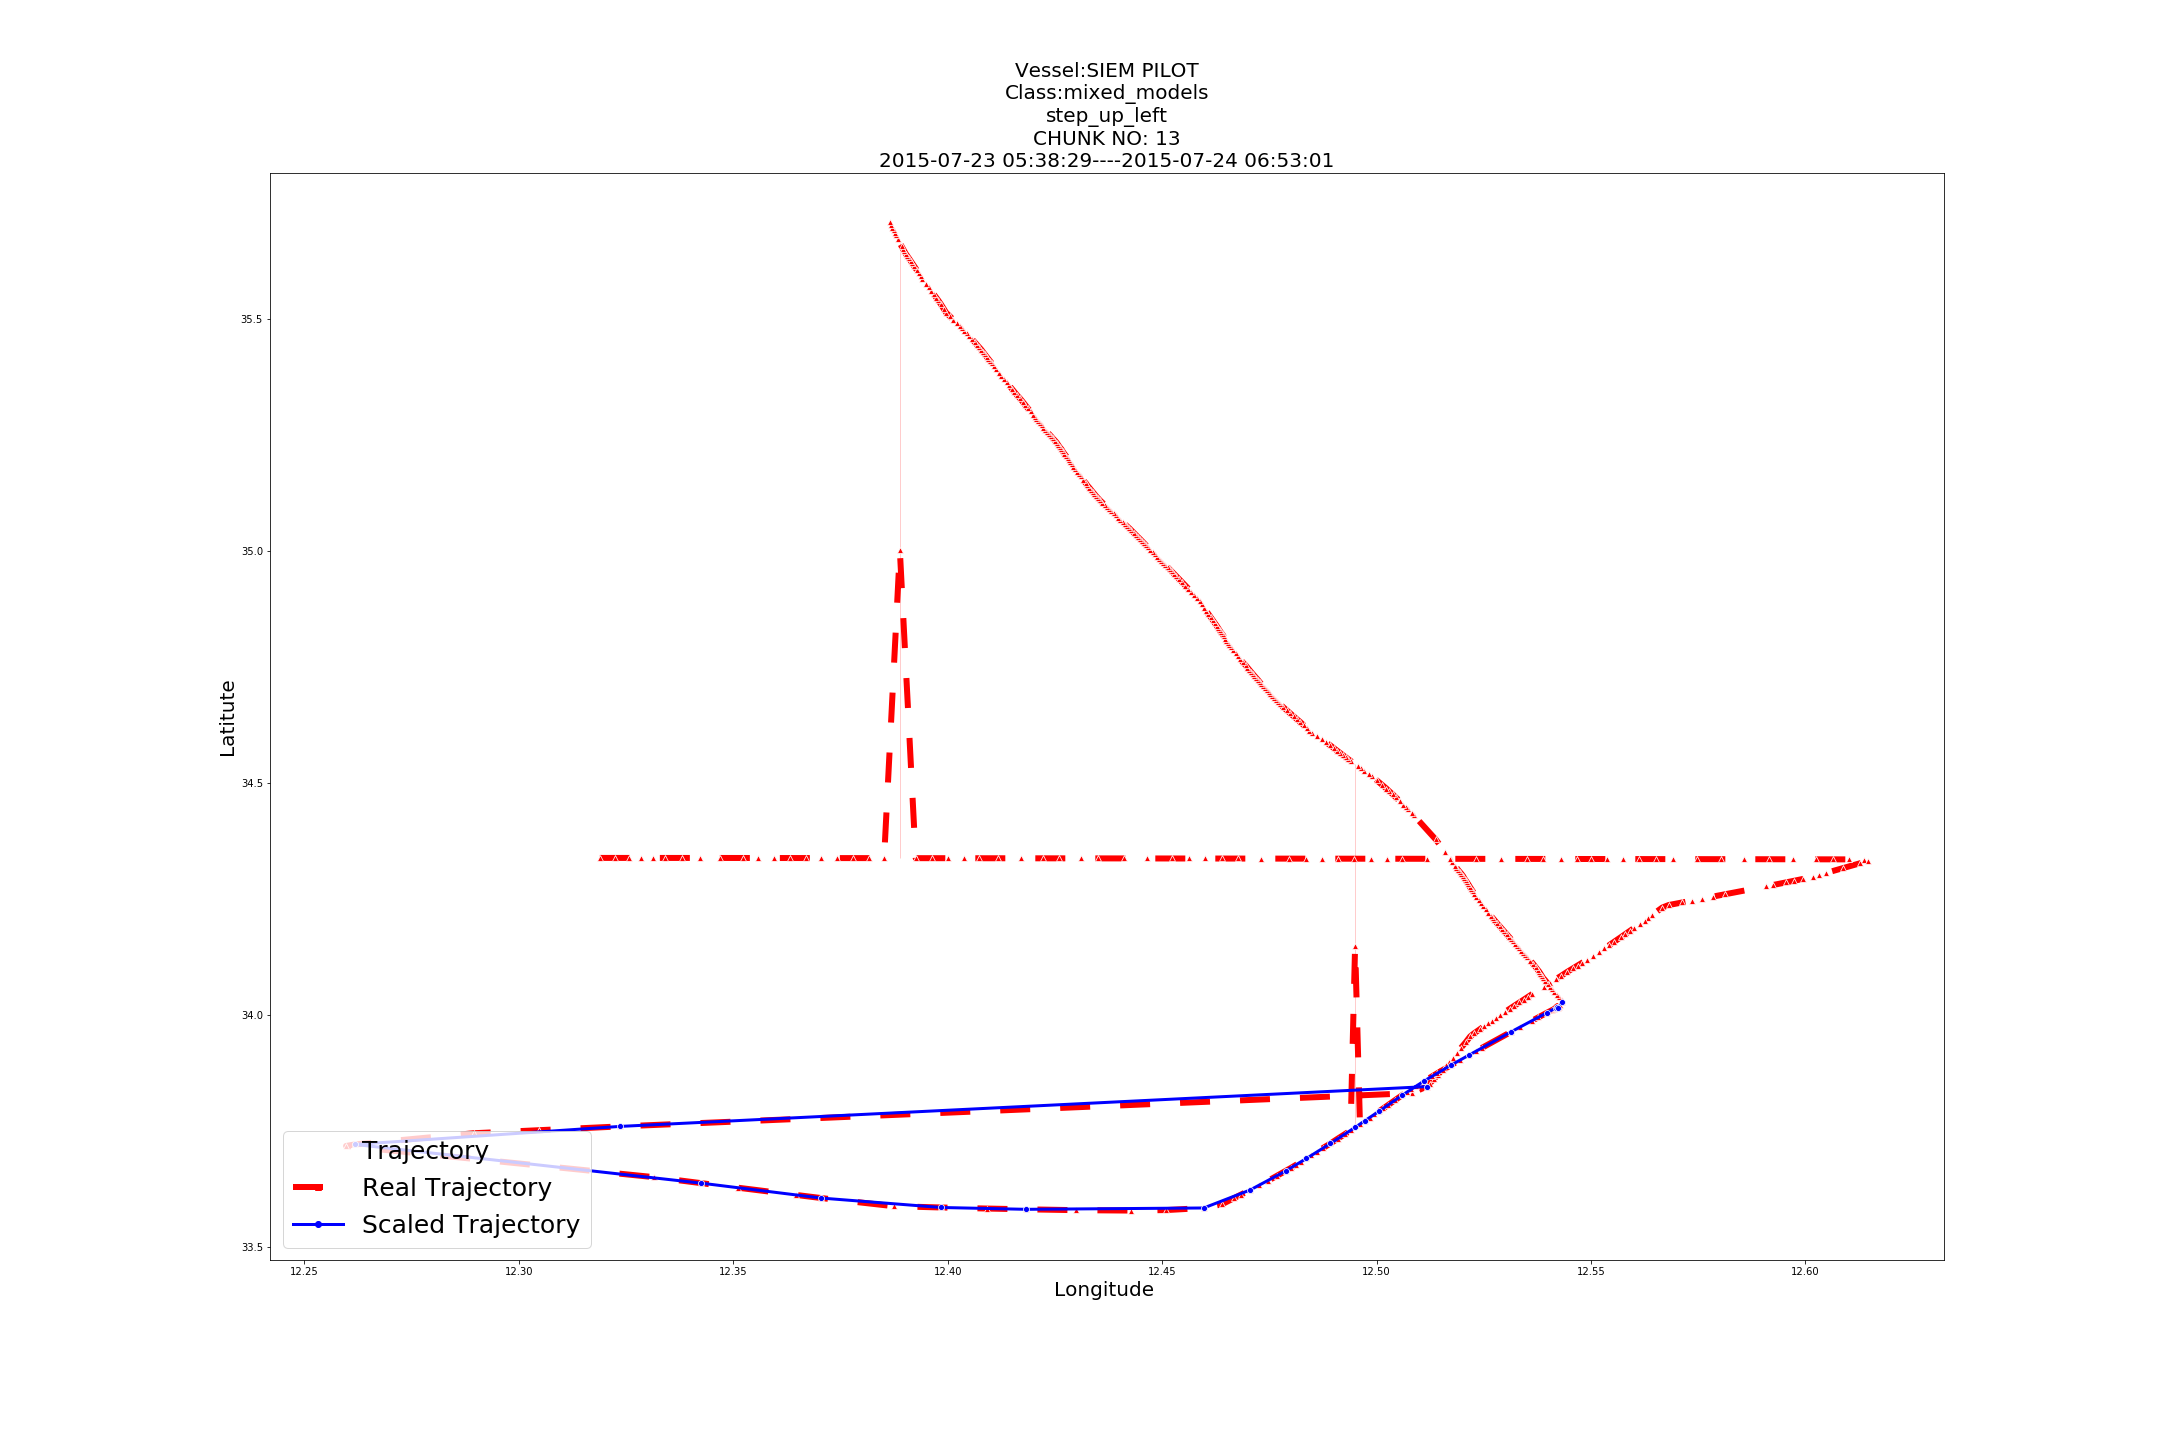 Vessel:SIEM PILOT
Class:mixed_models
step_up_left
CHUNK NO: 13
2015-07-23 05:38:29----2015-07-24 06:53:01
Latitute
35.5
35.0
34.5
34.0
33.5
Trajectory
Real Trajectory
Scaled Trajectory
12.25 12.30 12.35 12.40 12.45 12.50 12.55 12.60
Longitude